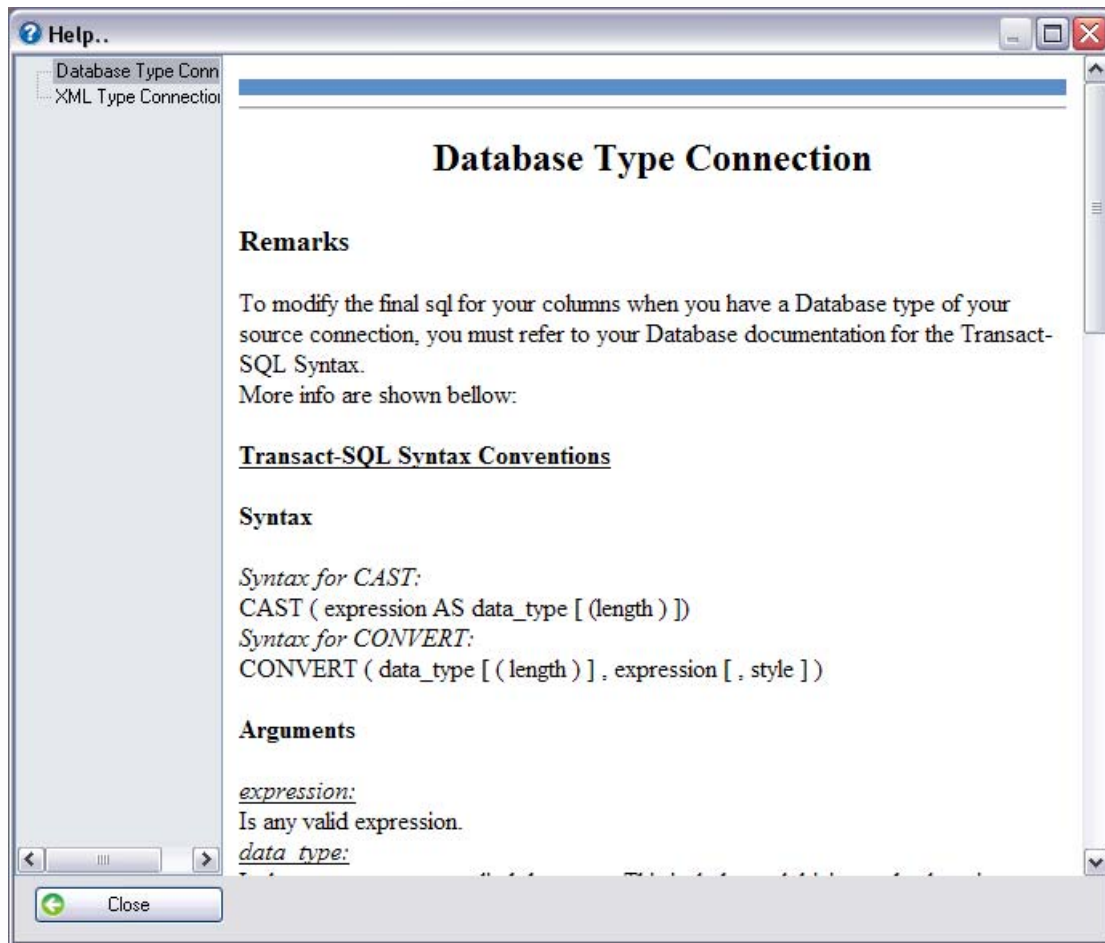 Help..
Database Type Conn
XML Type Connection
Database Type Connection
Remarks
To modify the final sql for your columns when you have a Database type of your
source connection, you must refer to your Database documentation for the Transact-
SQL Syntax.
More info are shown bellow:
Transact-SQL Syntax Conventions
Syntax
Syntax for CAST:
CAST ( expression AS data_type [ (length ) ])
Syntax for CONVERT:
CONVERT ( data_type [ ( length ) ] , expression [ , style ] )
Arguments
expression:
Is any valid expression.
data_type:
Close